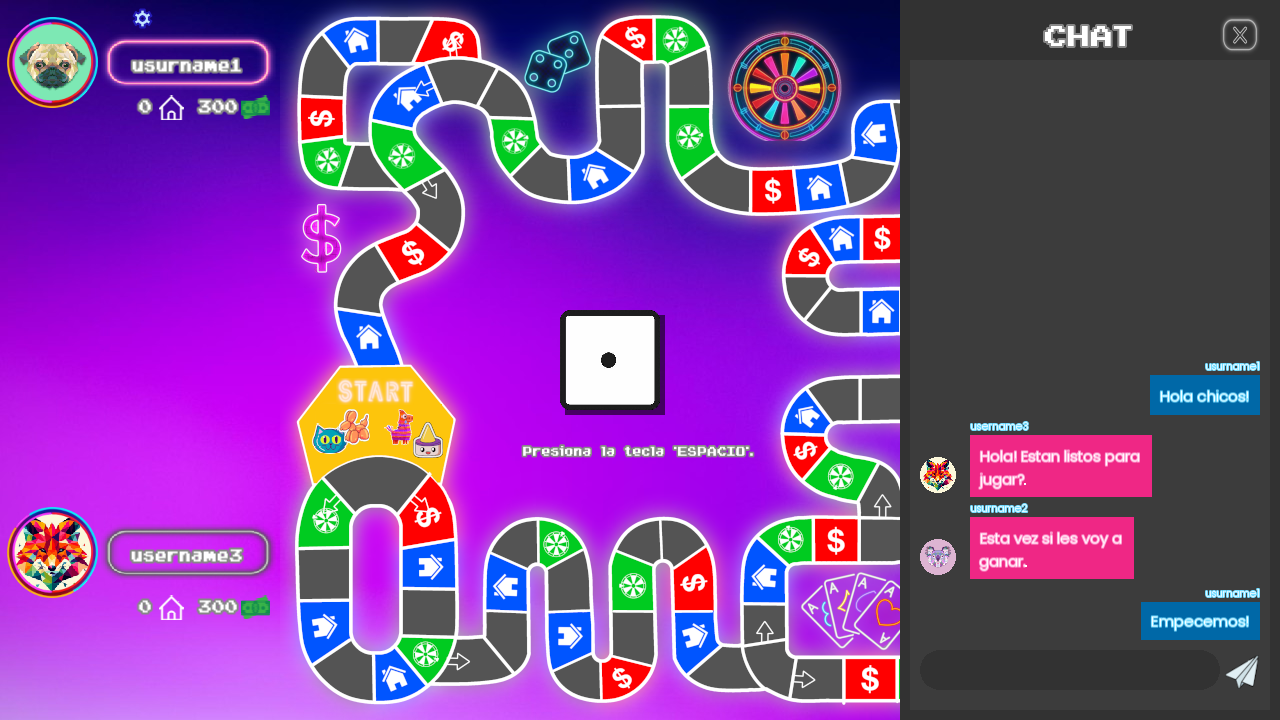 usurname1
0 300
START
Presiona la tecla 'ESPACIO'.
username3
0 300
CHAT
usurname1
Hola chicos!
username3
Hola! Estan listos para
jugar?.
usurname2
Esta vez si les voy a
ganar.
usurname1
Empecemos!